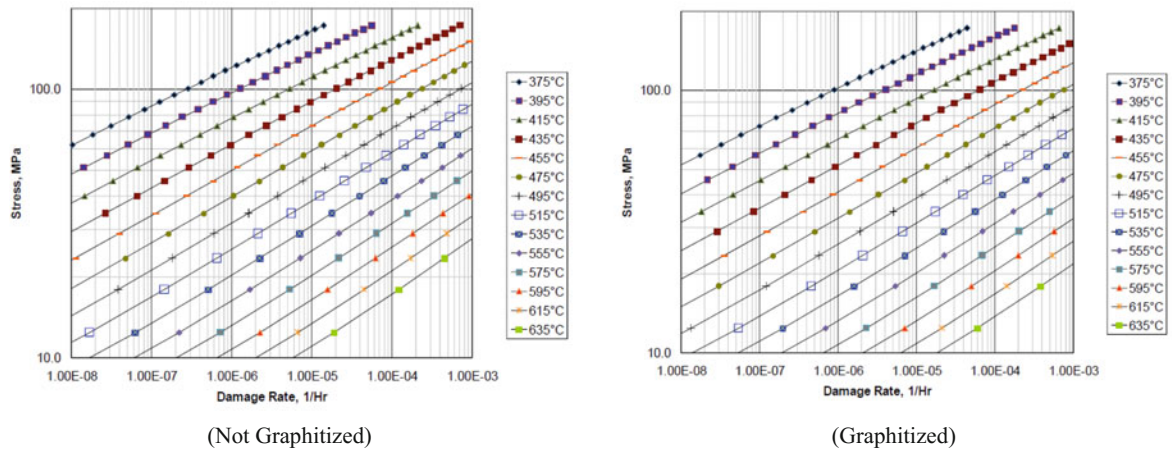 100.0
10.0
Stress, MPa
1.00E-08 1.00E-07 1.00E-06 1.00E-05 1.00E-04 1.00E-03
Damage Rate, 1/Hr
375°C
395°C
415°C
435°C
455°C
475°C
495°C
515°C
535°C
555°C
575°C
595°C
615°C
635°C
(Not Graphitized)
100.0
10.0
Stress, MPa
1.00E-08 1.00E-07 1.00E-06 1.00E-05 1.00E-04 1.00E-03
Damage Rate, 1/Hr
375°C
395°C
415°C
435°C
455°C
475°C
495°C
515°C
535°C
555°C
575°C
595°C
615°C
635°C
(Graphitized)